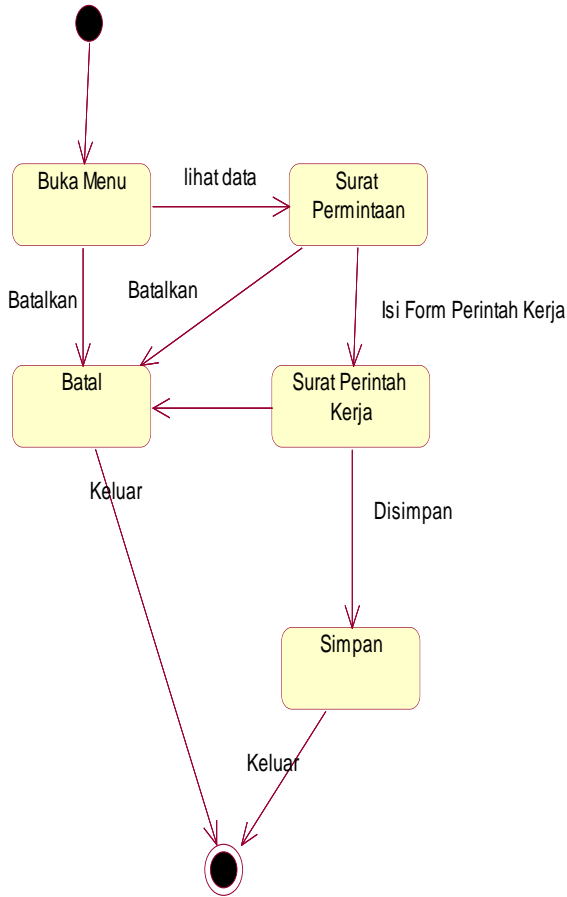 Buka Menu
lihat data
Surat
Permintaan
Batalkan
Batalkan
Isi Form Perintah Kerja
Batal
Surat Perintah
Kerja
Keluar
Disimpan
Simpan
Keluar